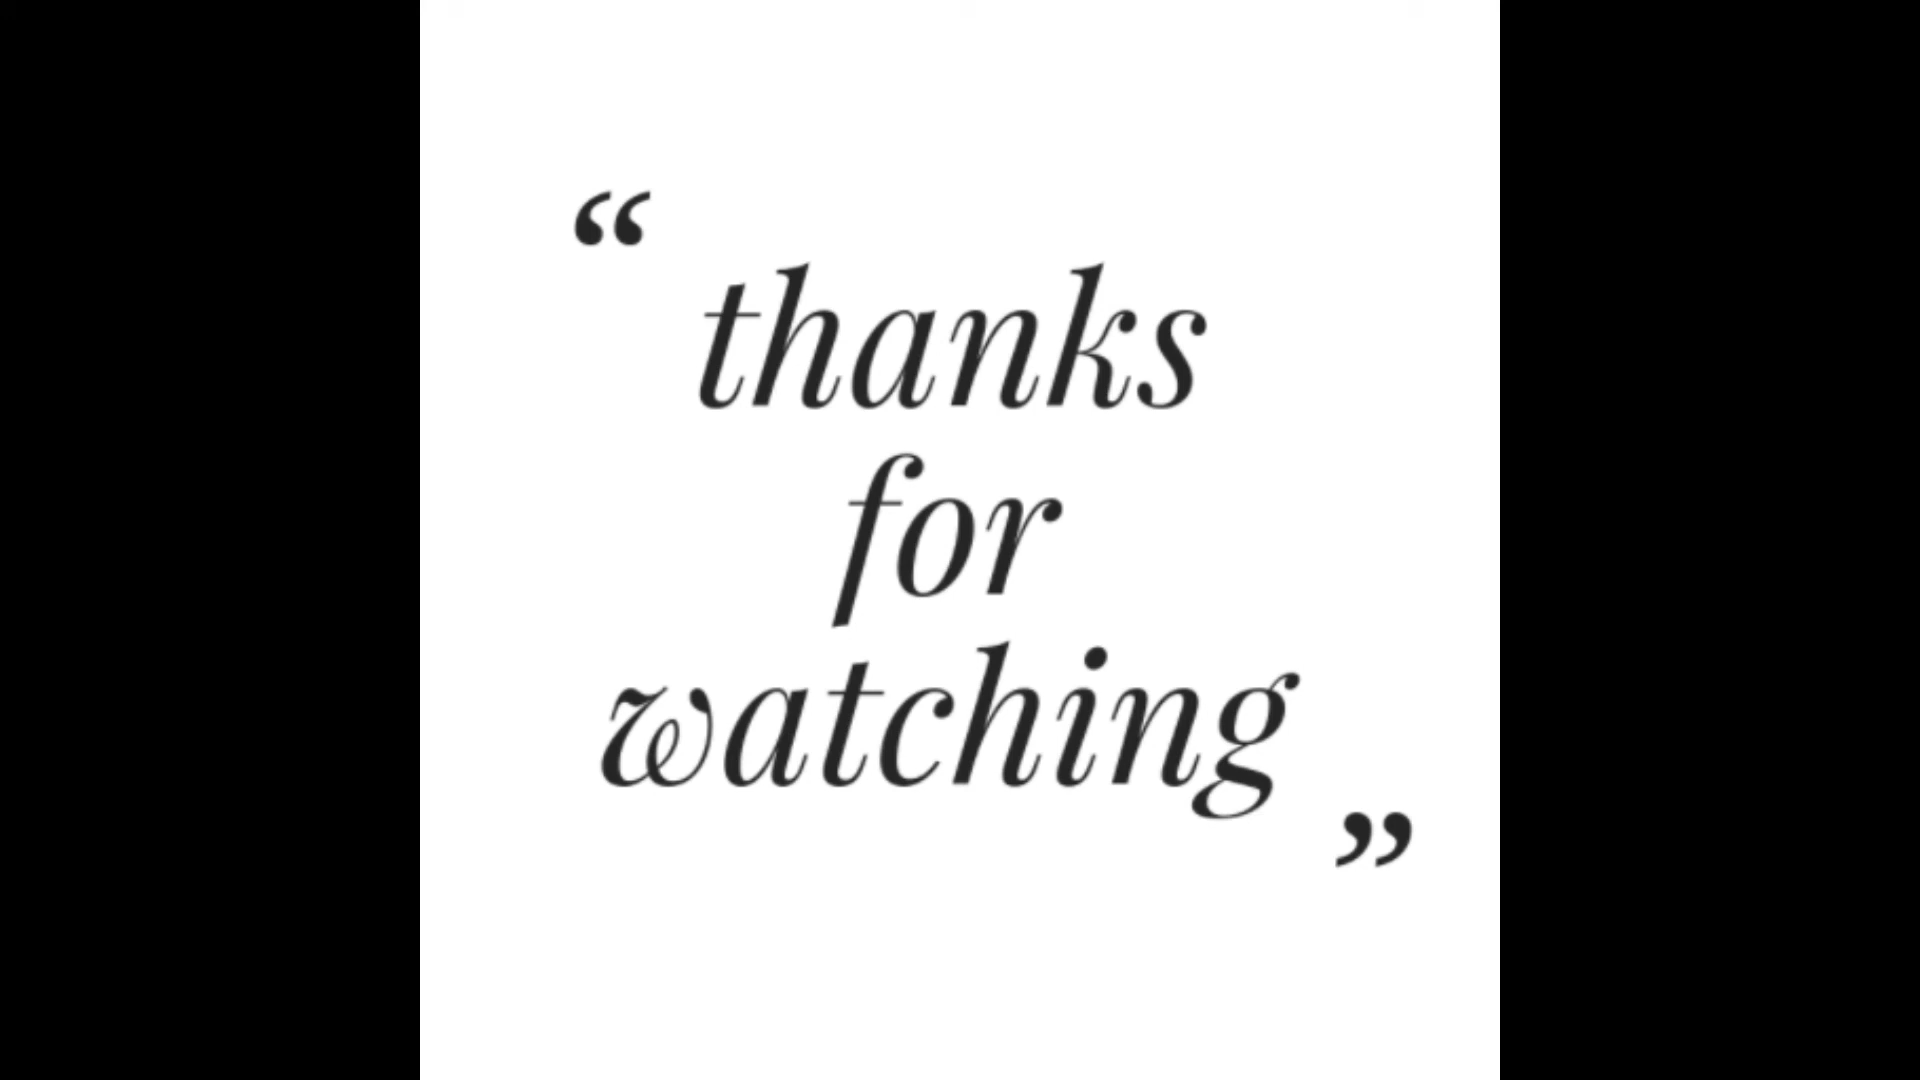 “
thanks
for
watching
”